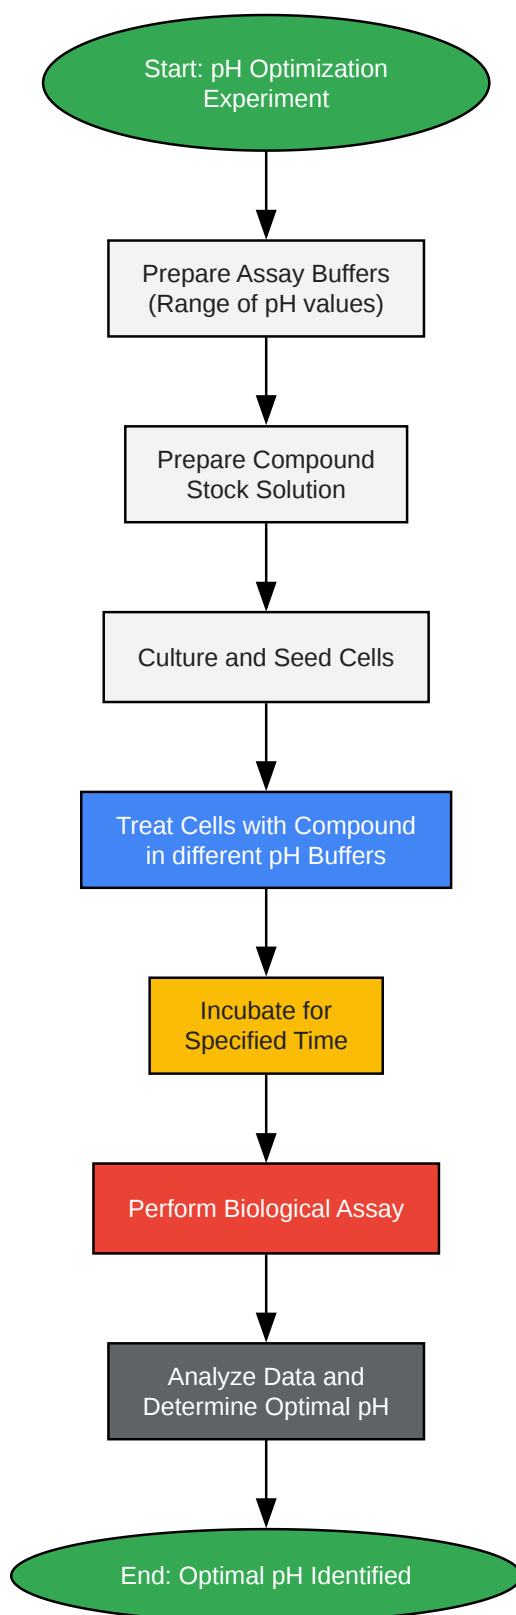 Start: pH Optimization
Experiment
Prepare Assay Buffers
(Range of pH values)
Prepare Compound
Stock Solution
Culture and Seed Cells
Treat Cells with Compound
in different pH Buffers
Incubate for
Specified Time
Perform Biological Assay
Analyze Data and
Determine Optimal pH
End: Optimal pH Identified